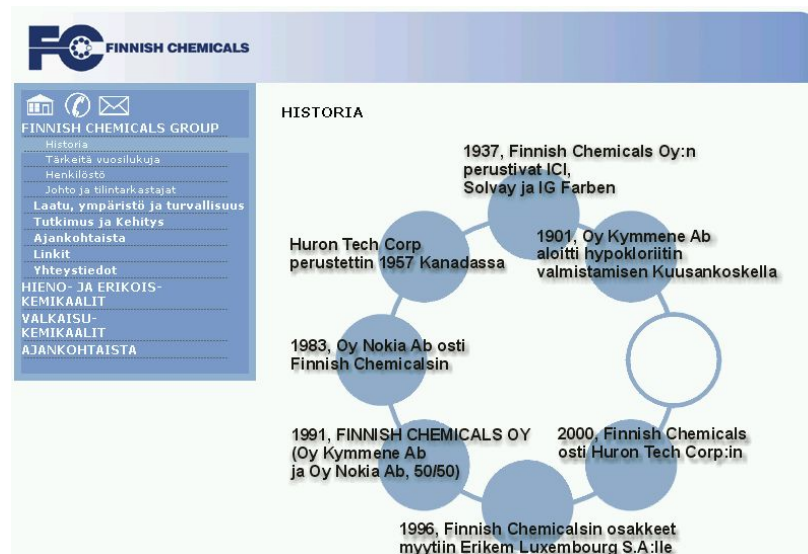 FC FINNISH CHEMICALS
FINNISH CHEMICALS GROUP
Historia
Tärkeitä vuosilukuja
Henkilöstö
Johto ja tilintarkastajat
Laatu, ympäristö ja turvallisuus
Tutkimus ja Kehitys
Ajankohtaista
Linkit
Yhteystiedot
HIENO- JA ERIKOIS-
KEMIKAALIT
VALKAISU-
KEMIKAALIT
AJANKOHTAISTA
HISTORIA
1937, Finnish Chemicals Oy:n
perustivat ICI,
Solvay ja IG Farben
1901, Oy Kymmene Ab
aloitti hypokloriitin
valmistamisen Kuusankoskella
Huron Tech Corp
perustettin 1957 Kanadassa
1983, Oy Nokia Ab osti
Finnish Chemicalsin
1991, FINNISH CHEMICALS OY
(Oy Kymmene Ab
ja Oy Nokia Ab, 50/50)
2000, Finnish Chemicals
osti Huron Tech Corp:in
1996, Finnish Chemicalsin osakkeet
myytiin Erikem Luxembourg S.A:lle